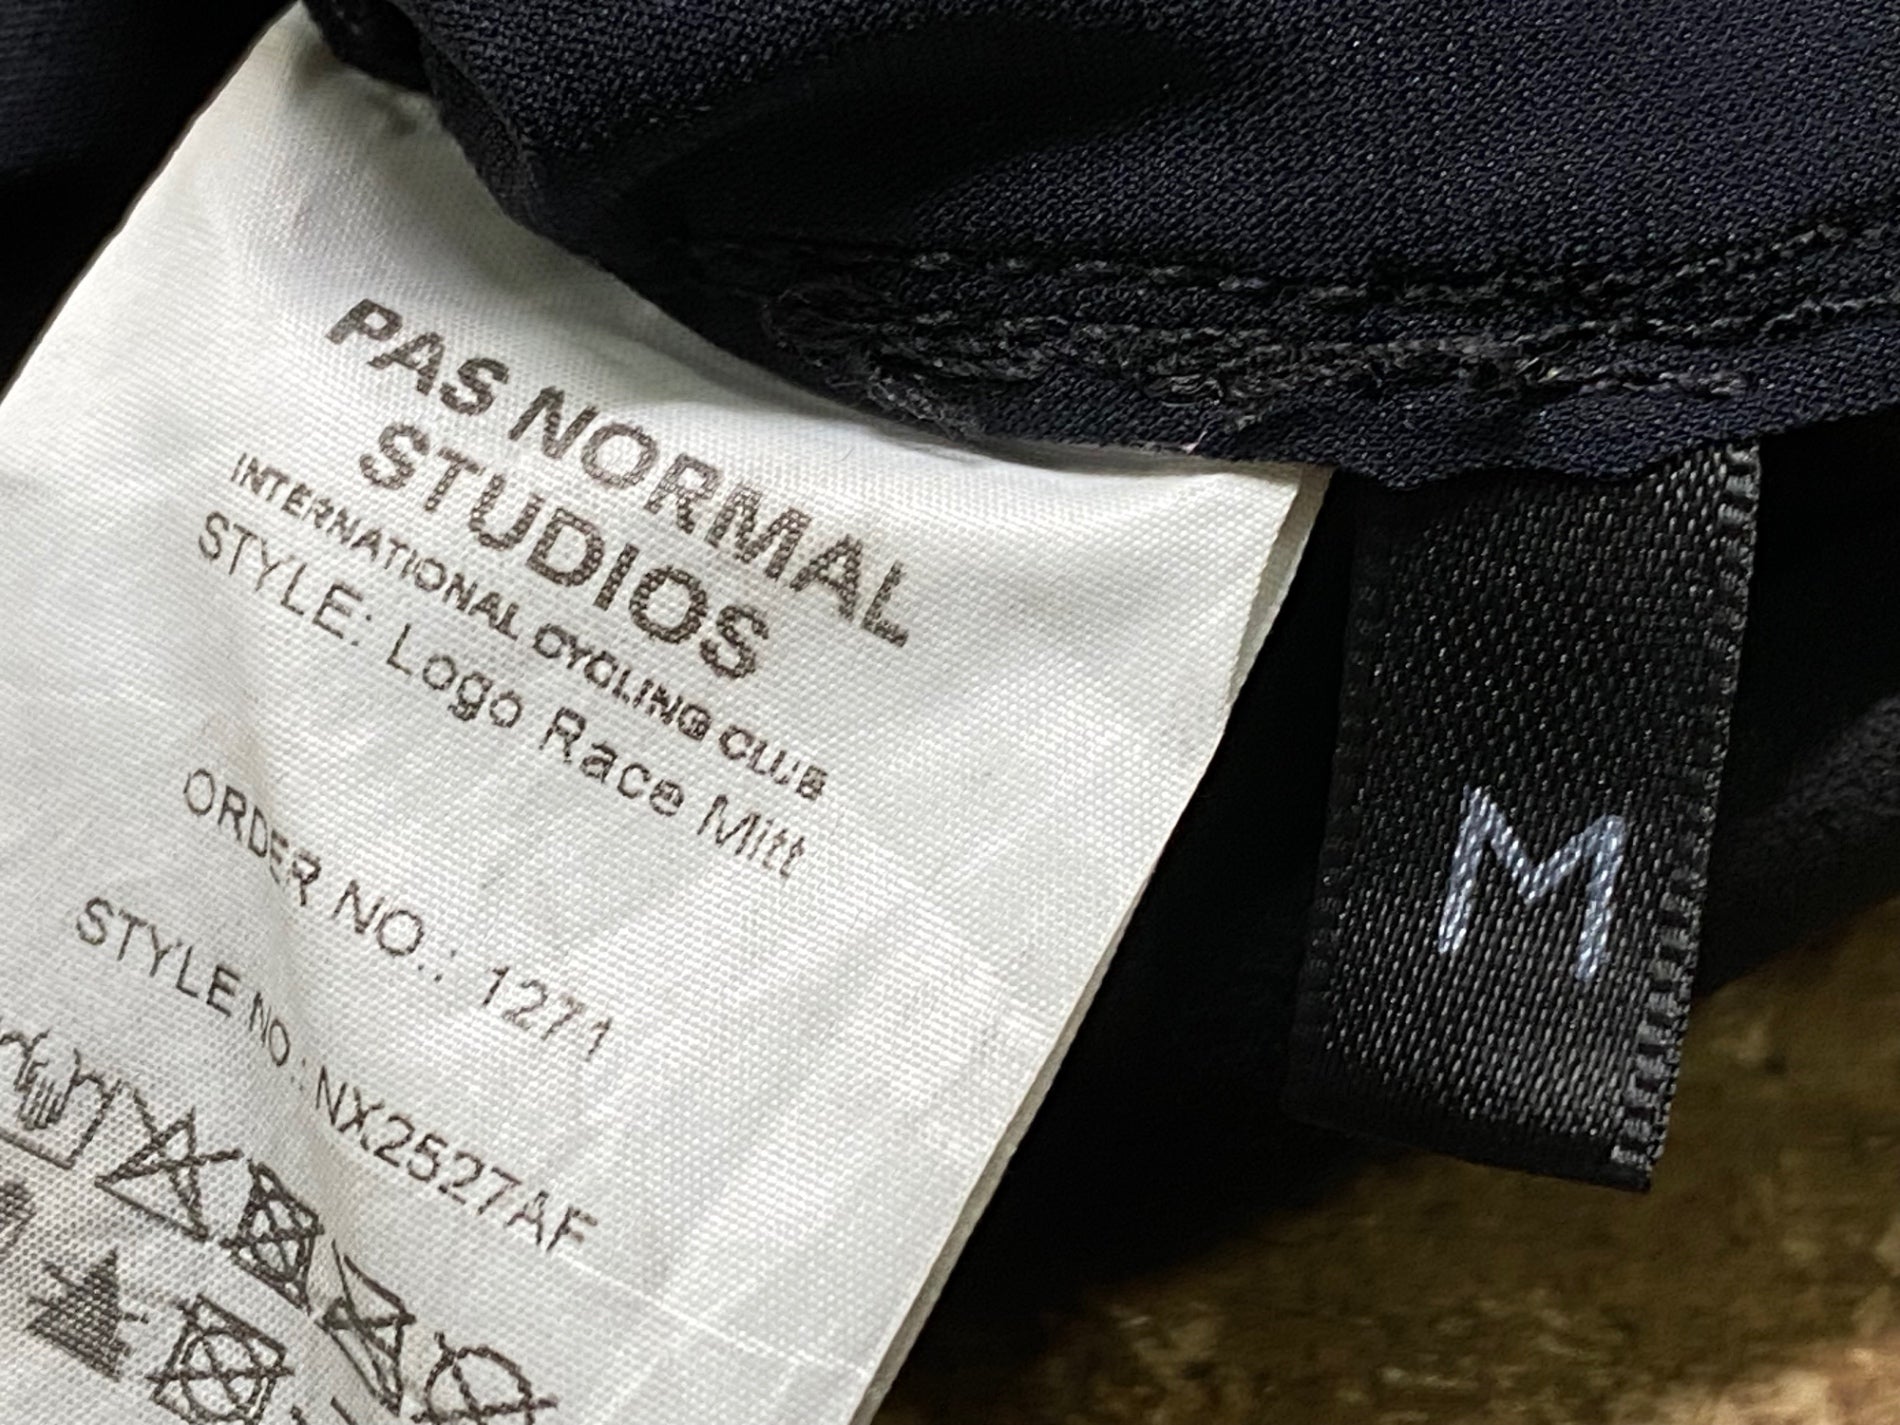 PAS NORMAL
STUDIOS
INTERNATIONAL CYCLING CLUB
STYLE: Logo Race Mitt
ORDER NO.: 1271
STYLE NO.: NX2527AF
M